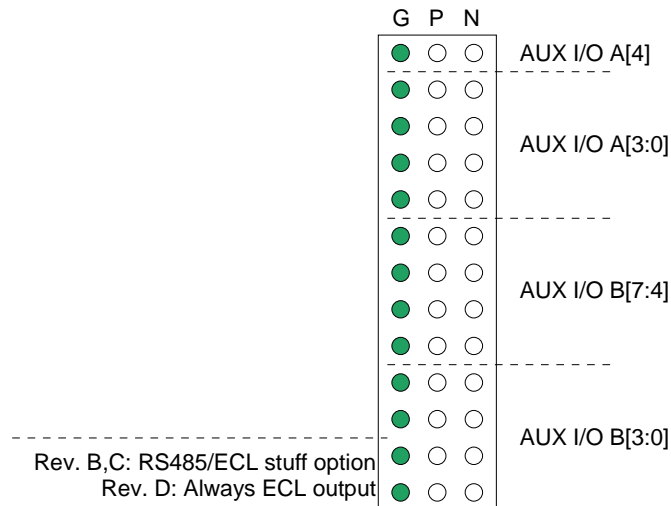 G P N
AUX I/O A[4]
AUX I/O A[3:0]
AUX I/O B[7:4]
AUX I/O B[3:0]
Rev. B,C: RS485/ECL stuff option
Rev. D: Always ECL output